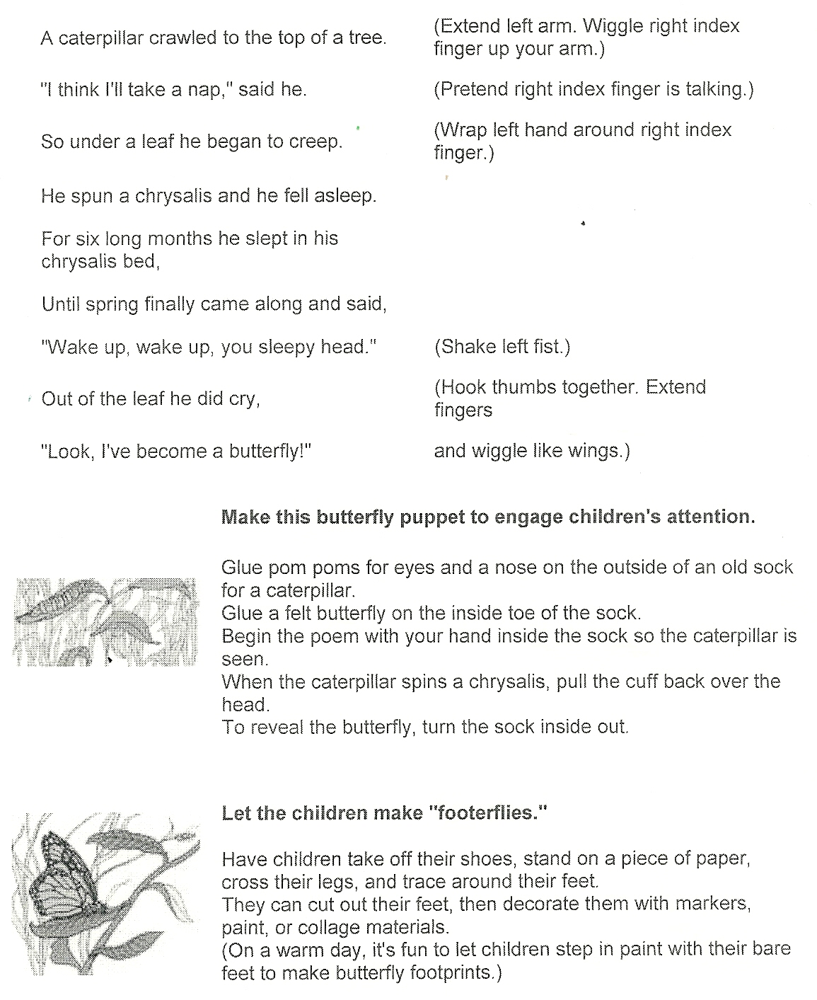 A caterpillar crawled to the top of a tree.
(Extend left arm. Wiggle right index
finger up your arm.)
"I think I'll take a nap," said he.
(Pretend right index finger is talking.)
So under a leaf he began to creep.
(Wrap left hand around right index
finger.)
He spun a chrysalis and he fell asleep.
For six long months he slept in his
chrysalis bed,
Until spring finally came along and said,
"Wake up, wake up, you sleepy head."
(Shake left fist.)
Out of the leaf he did cry,
(Hook thumbs together. Extend
fingers
"Look, I've become a butterfly!"
and wiggle like wings.)
Make this butterfly puppet to engage children's attention.
Glue pom poms for eyes and a nose on the outside of an old sock
for a caterpillar.
Glue a felt butterfly on the inside toe of the sock.
Begin the poem with your hand inside the sock so the caterpillar is
seen.
When the caterpillar spins a chrysalis, pull the cuff back over the
head.
To reveal the butterfly, turn the sock inside out.
Let the children make "footerflies."
Have children take off their shoes, stand on a piece of paper,
cross their legs, and trace around their feet.
They can cut out their feet, then decorate them with markers,
paint, or collage materials.
(On a warm day, it's fun to let children step in paint with their bare
feet to make butterfly footprints.)